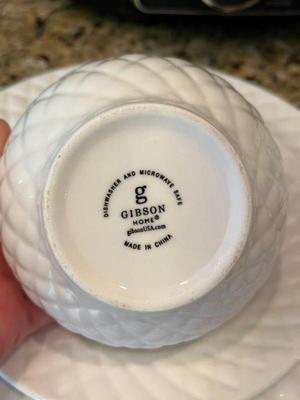 DISHWASHER AND MICROWAVE SAFE
g
GIBSON
HOME®
gibsonUSA.com
MADE IN CHINA